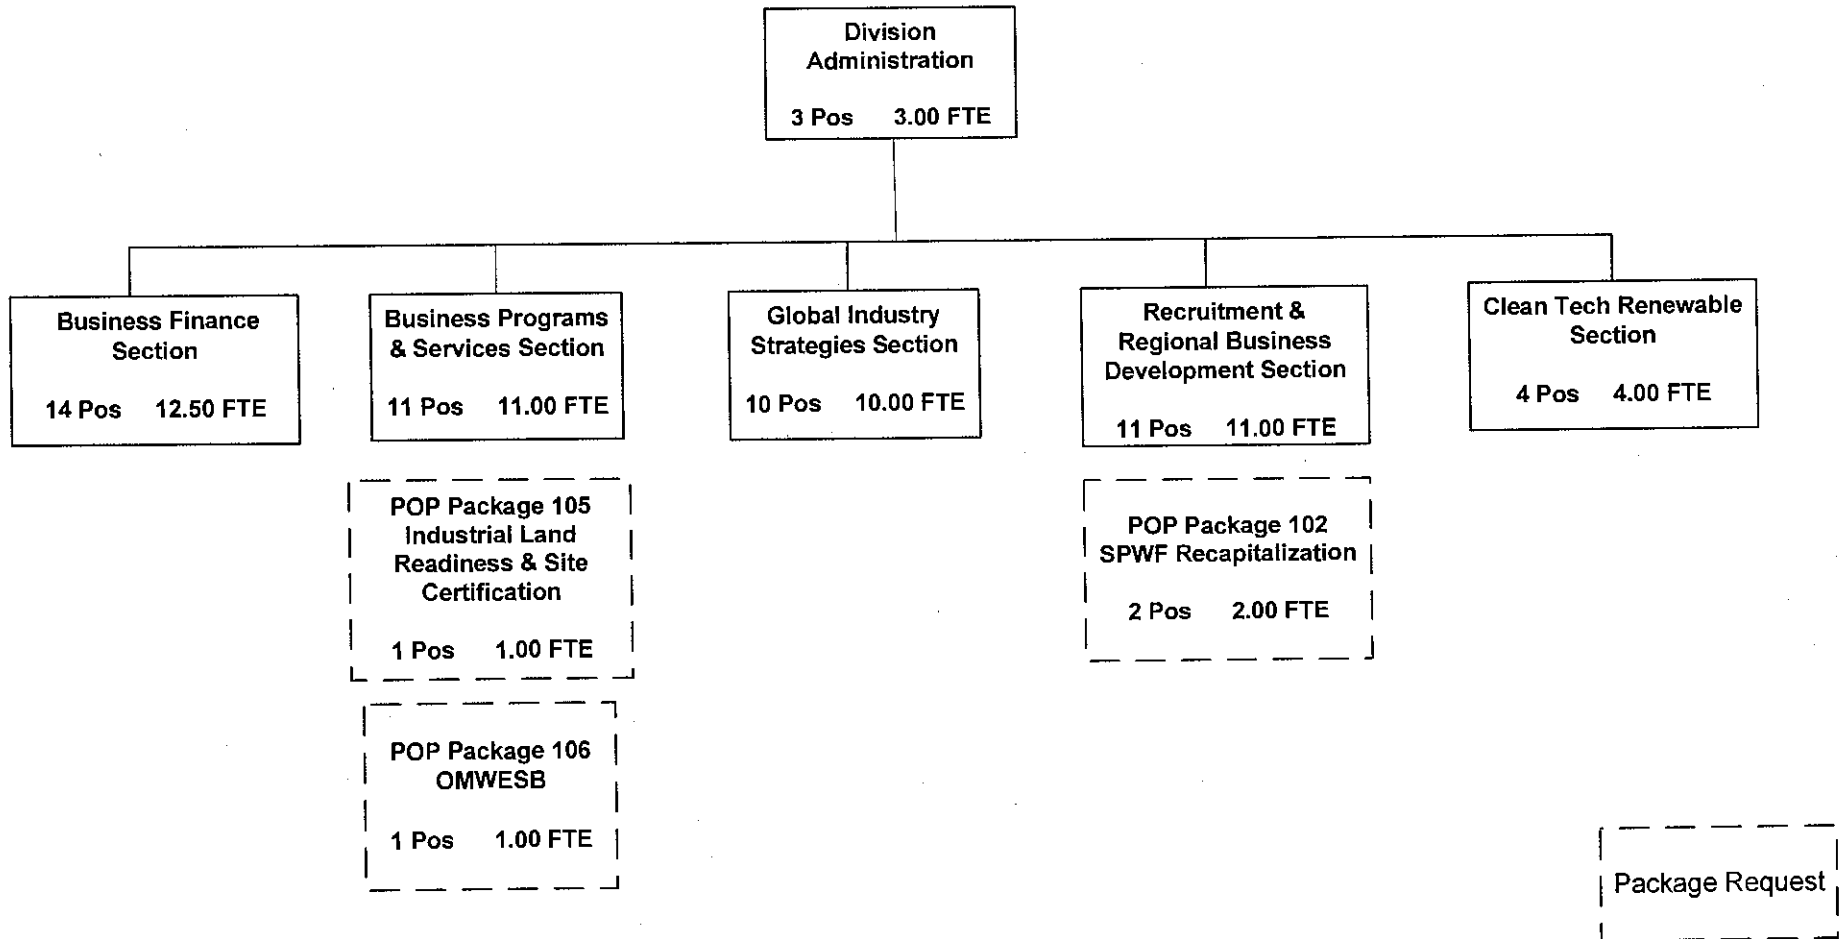 Division
Administration
3 Pos 3.00 FTE
Business Finance
Section
14 Pos 12.50 FTE
Business Programs
& Services Section
11 Pos 11.00 FTE
Global Industry
Strategies Section
10 Pos 10.00 FTE
Recruitment &
Regional Business
Development Section
11 Pos 11.00 FTE
Clean Tech Renewable
Section
4 Pos 4.00 FTE
POP Package 105
Industrial Land
Readiness & Site
Certification
1 Pos 1.00 FTE
POP Package 102
SPWF Recapitalization
2 Pos 2.00 FTE
POP Package 106
OMWESB
1 Pos 1.00 FTE
Package Request